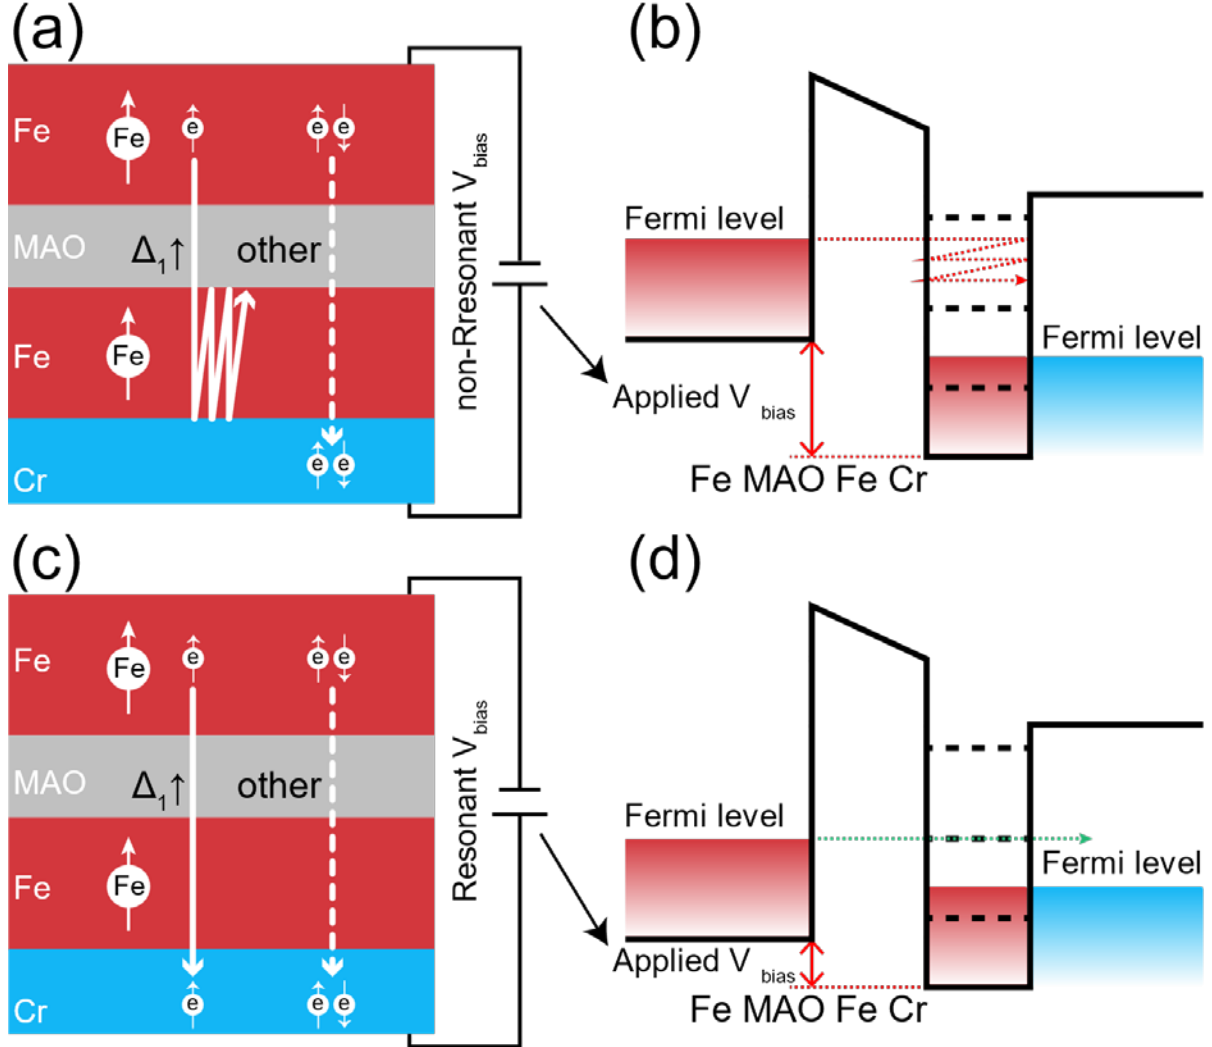 (a)
Fe
Fe
e
e e
MAO
Δ1↑
other
Fe
Fe
Cr
e e
non-Rresonant Vbias
(b)
Fermi level
Fermi level
Applied V bias
Fe MAO Fe Cr
(c)
Fe
Fe
e
e e
MAO
Δ1↑
other
Fe
Fe
Cr
e
e e
Resonant Vbias
(d)
Fermi level
Fermi level
Applied V bias
Fe MAO Fe Cr